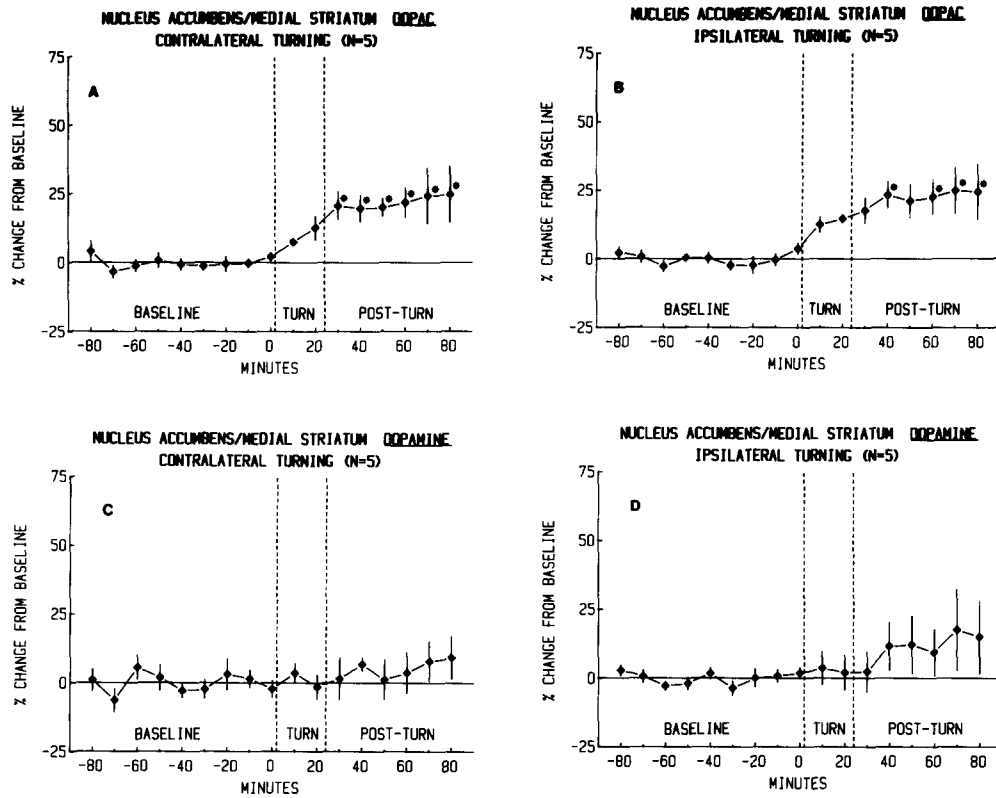 NUCLEUS ACCUMBENS/MEDIAL STRIATUM DOPAC
CONTRALATERAL TURNING (N=5)
A
% CHANGE FROM BASELINE
75
50
25
0
-25
BASELINE TURN POST-TURN
-80 -60 -40 -20 0 20 40 60 80
MINUTES
NUCLEUS ACCUMBENS/MEDIAL STRIATUM DOPAC
IPSILATERAL TURNING (N=5)
B
% CHANGE FROM BASELINE
75
50
25
0
-25
BASELINE TURN POST-TURN
-80 -60 -40 -20 0 20 40 60 80
MINUTES
NUCLEUS ACCUMBENS/MEDIAL STRIATUM DOPAMINE
CONTRALATERAL TURNING (N=5)
C
% CHANGE FROM BASELINE
75
50
25
0
-25
BASELINE TURN POST-TURN
-80 -60 -40 -20 0 20 40 60 80
MINUTES
NUCLEUS ACCUMBENS/MEDIAL STRIATUM DOPAMINE
IPSILATERAL TURNING (N=5)
D
% CHANGE FROM BASELINE
75
50
25
0
-25
BASELINE TURN POST-TURN
-80 -60 -40 -20 0 20 40 60 80
MINUTES